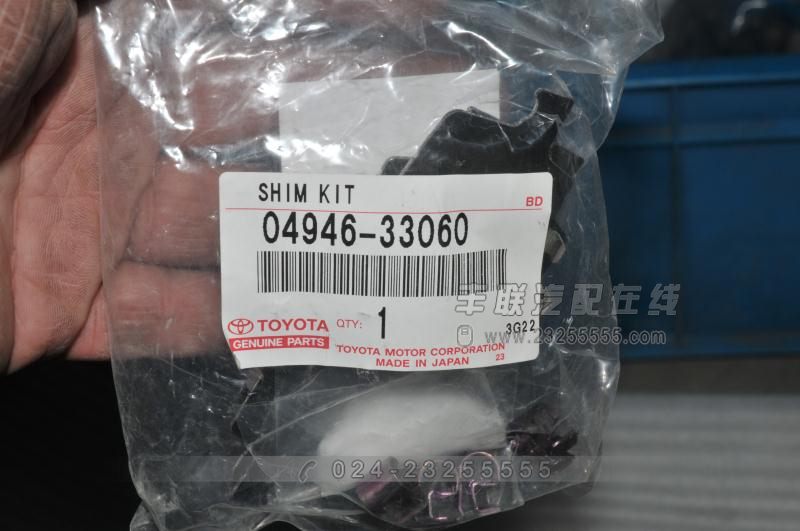 SHIM KIT
BD
04946-33060
丰联汽配在线
www.23255555.com
TOYOTA
GENUINE PARTS
QTY: 1
3G22
TOYOTA MOTOR CORPORATION
MADE IN JAPAN 23
024-23255555